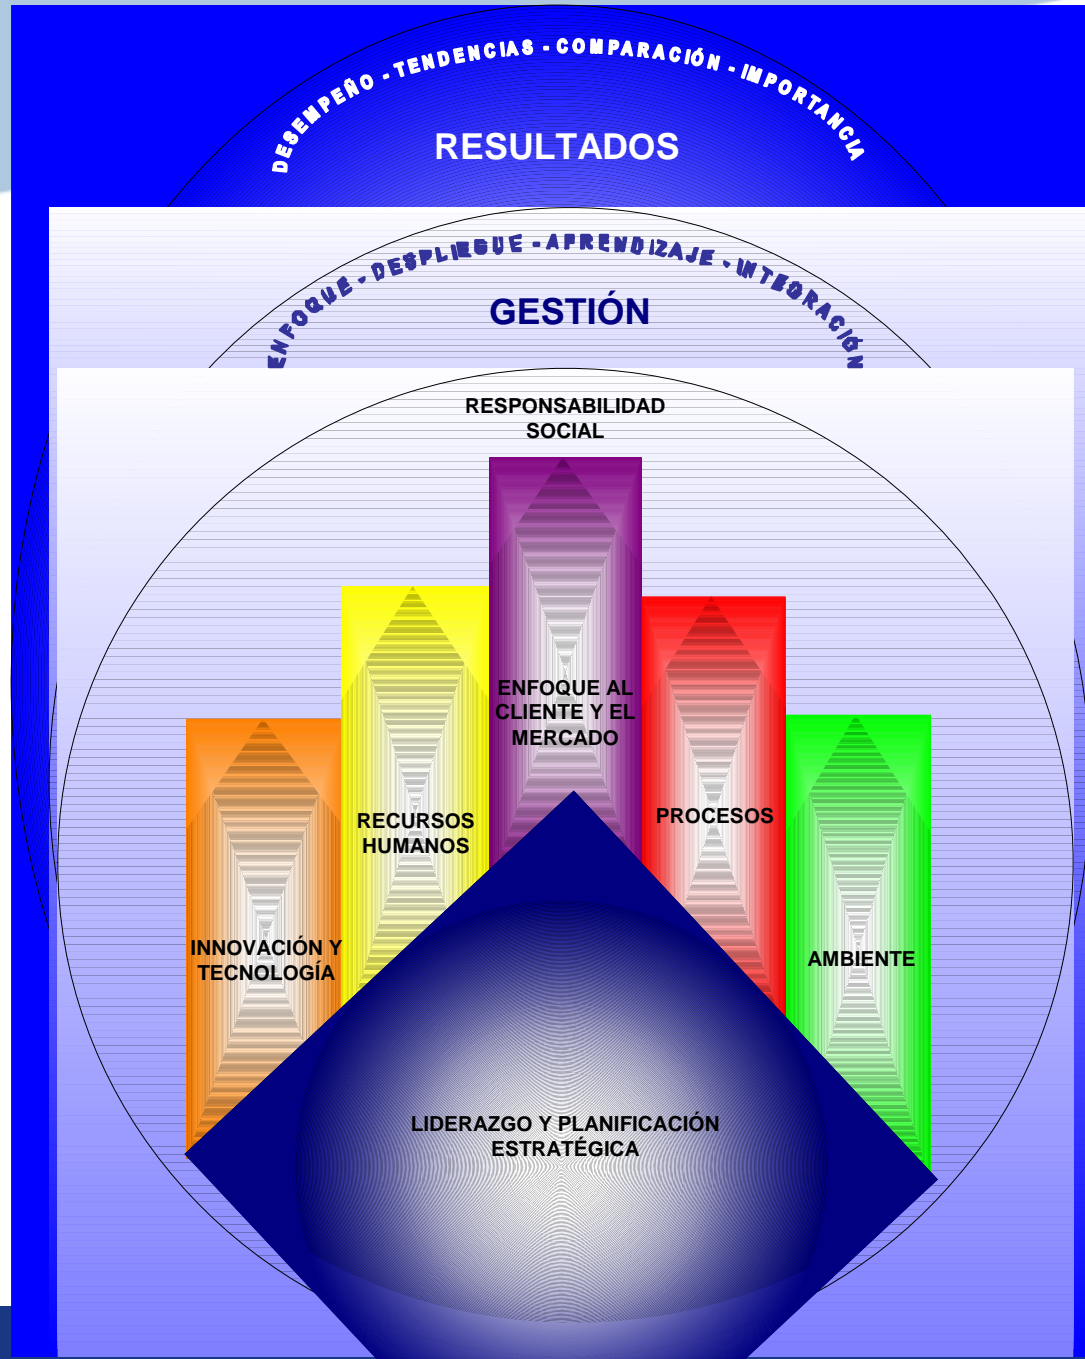 DESEMPEÑO - TENDENCIAS - COMPARACIÓN - IMPORTANCIA
RESULTADOS
ENFOQUE - DESPLIEGUE - APRENDIZAJE - INTEGRACIÓN
GESTIÓN
RESPONSABILIDAD
SOCIAL
ENFOQUE AL
CLIENTE Y EL
MERCADO
RECURSOS
HUMANOS
PROCESOS
INNOVACIÓN Y
TECNOLOGÍA
AMBIENTE
LIDERAZGO Y PLANIFICACIÓN
ESTRATÉGICA